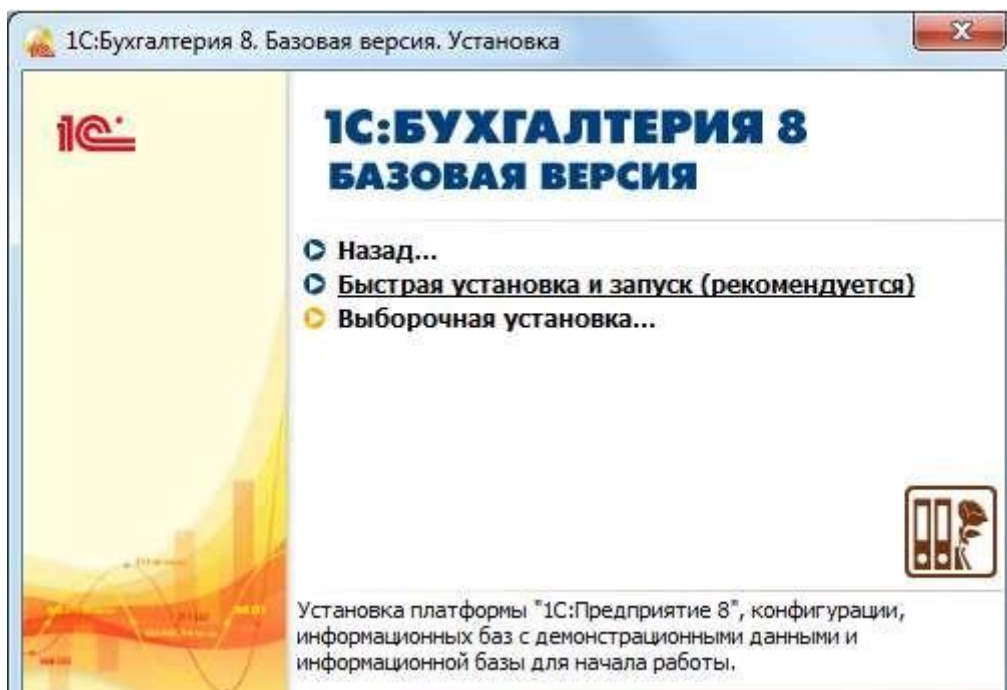 1С:Бухгалтерия 8. Базовая версия. Установка
1С
1С:БУХГАЛТЕРИЯ 8
БАЗОВАЯ ВЕРСИЯ
Назад...
Быстрая установка и запуск (рекомендуется)
Выборочная установка...
Установка платформы "1С:Предприятие 8", конфигурации,
информационных баз с демонстрационными данными и
информационной базы для начала работы.